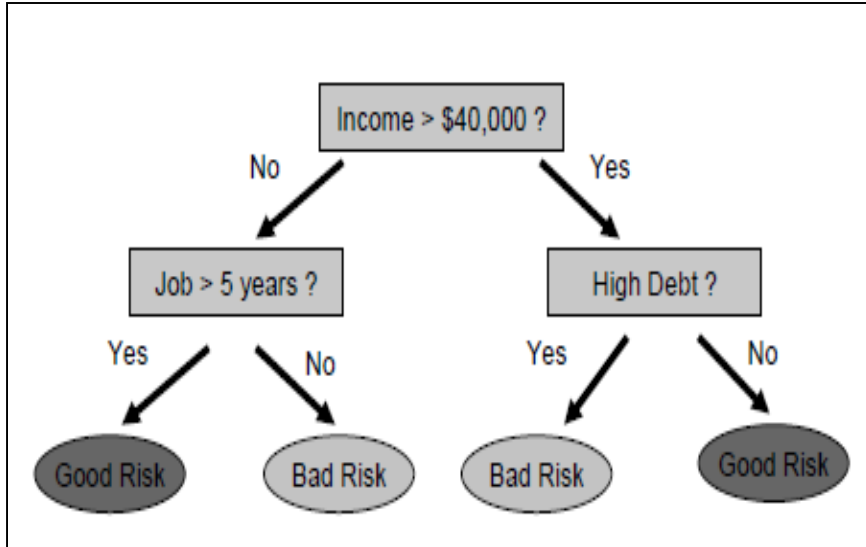 Income > $40,000 ?
No
Yes
Job > 5 years ?
High Debt ?
Yes
No
Yes
No
Good Risk
Bad Risk
Bad Risk
Good Risk